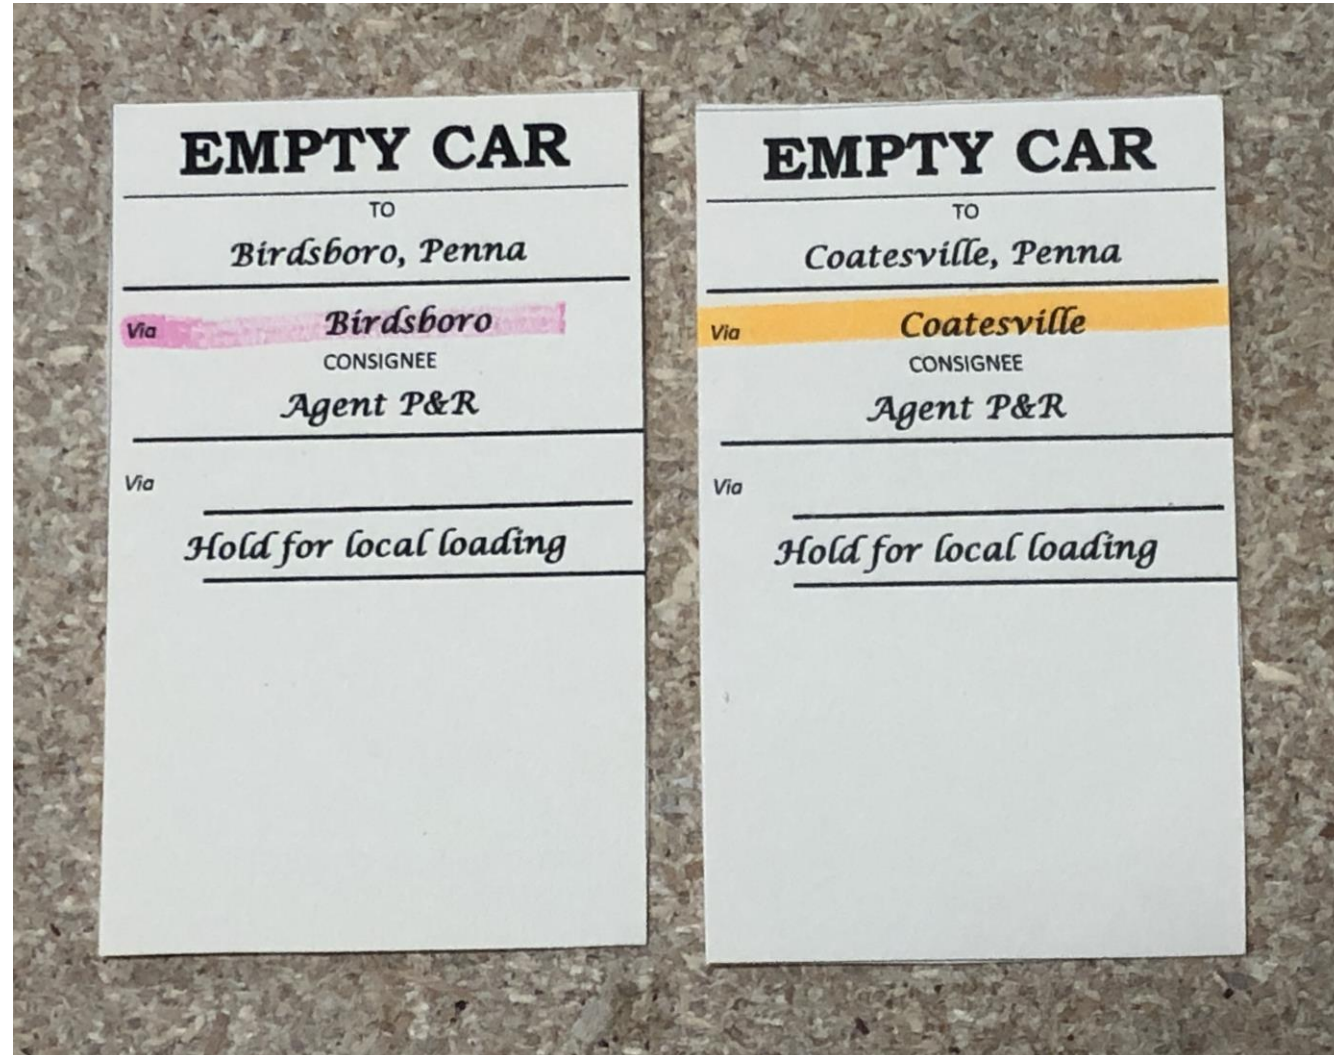 EMPTY CAR
TO
Birdsboro, Penna
Via Birdsboro
CONSIGNEE
Agent P&R
Via
Hold for local loading
EMPTY CAR
TO
Coatesville, Penna
Via Coatesville
CONSIGNEE
Agent P&R
Via
Hold for local loading